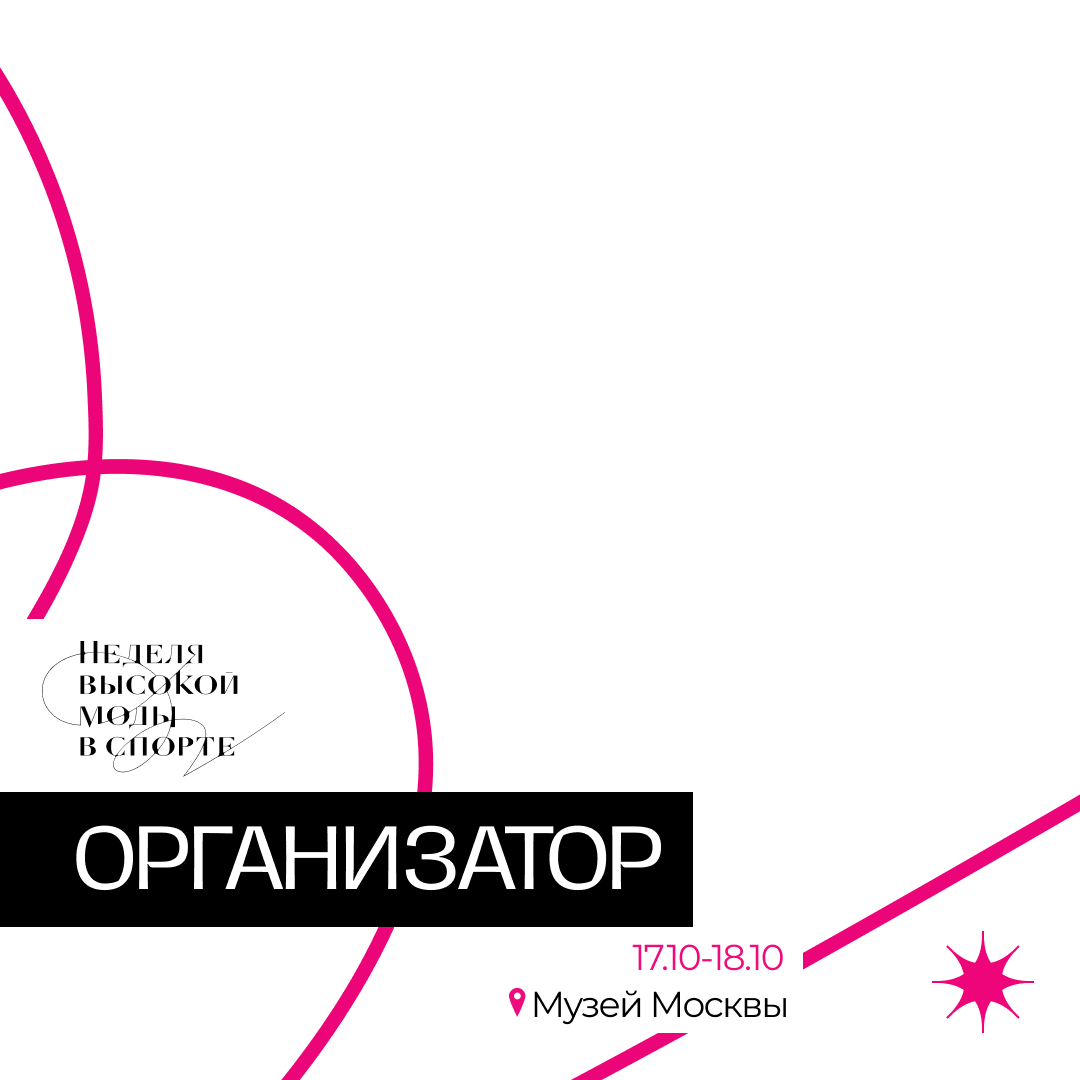 Неделя
высокой
моды
в спорте
ОРГАНИЗАТОР
17.10-18.10
Музей Москвы